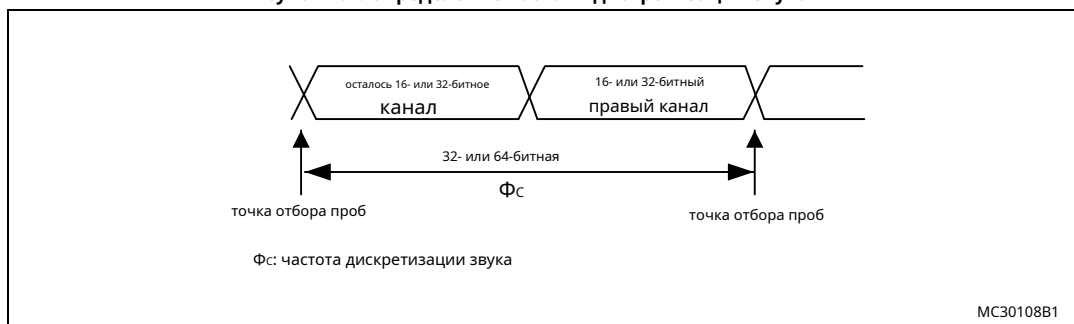 осталось 16- или 32-битное
канал
16- или 32-битный
правый канал
32- или 64-битная
Фс
точка отбора проб
точка отбора проб
Фс: частота дискретизации звука
MC30108B1